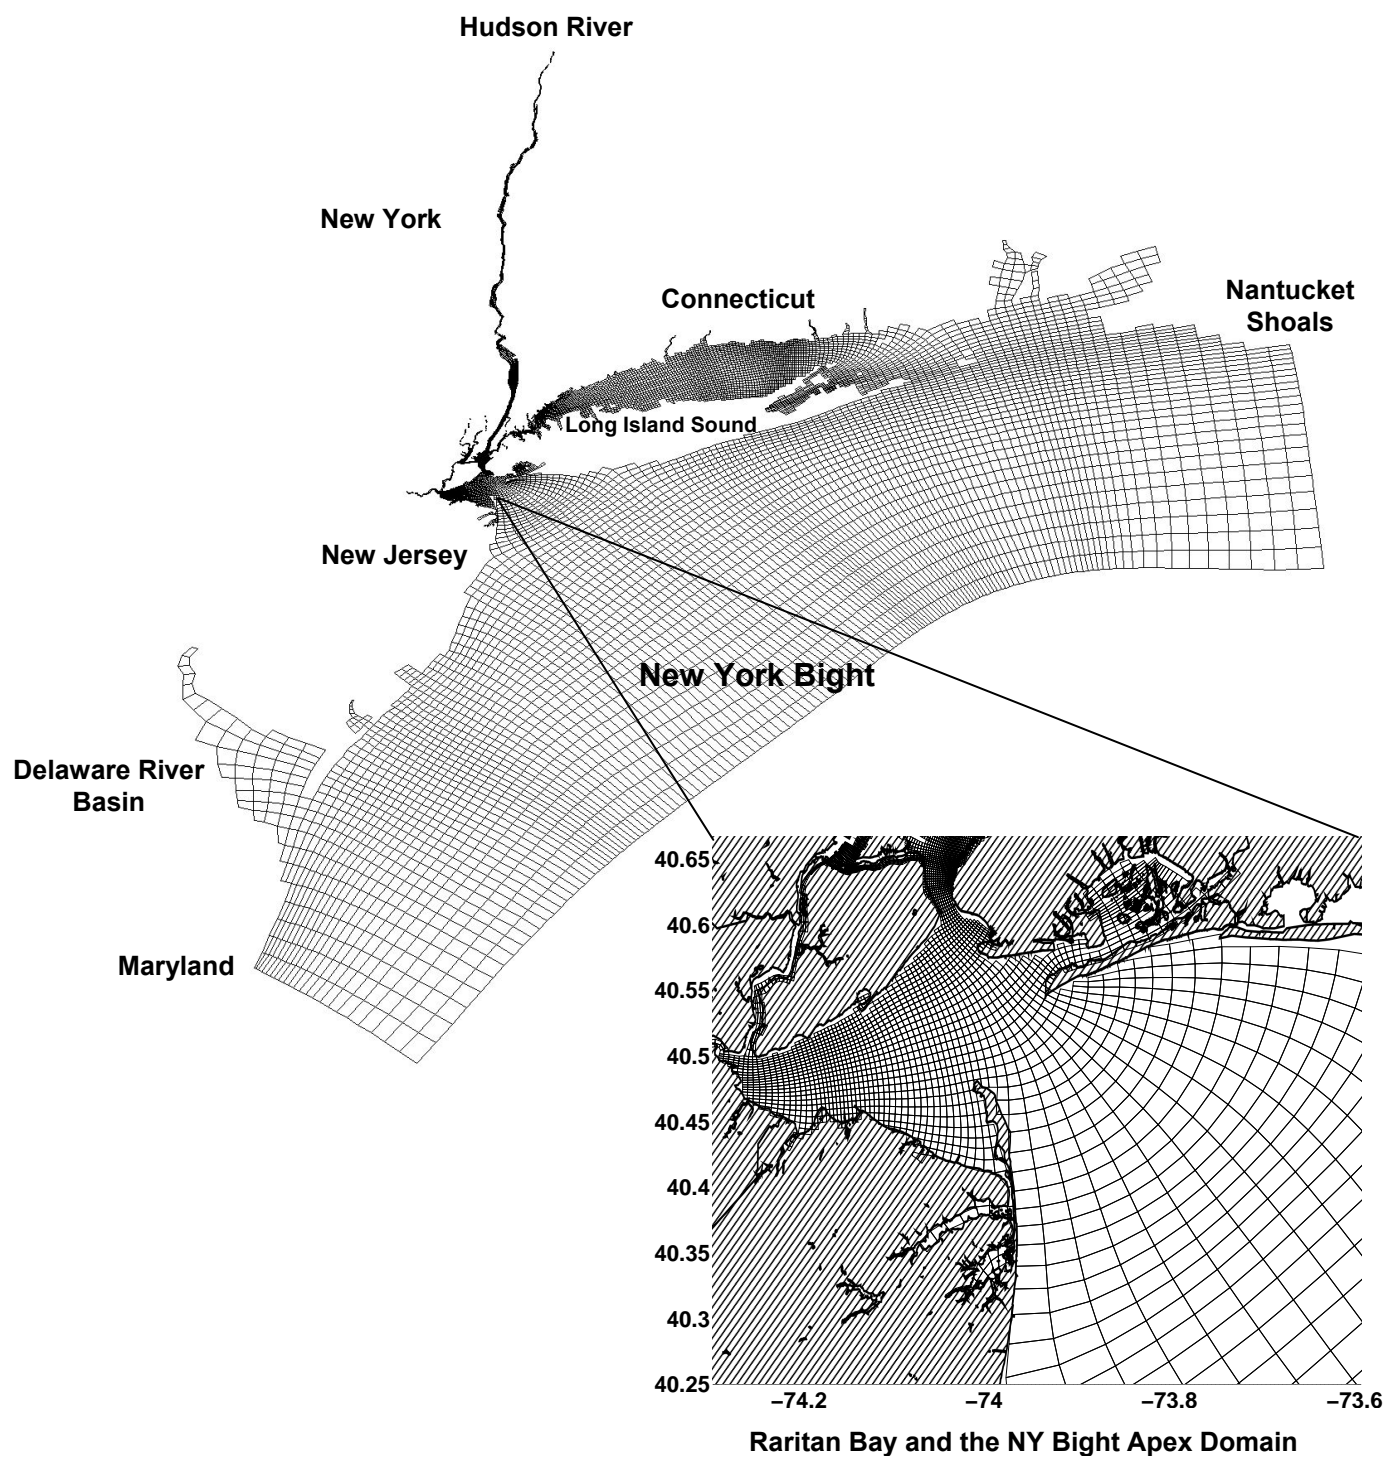 Hudson River
New York
Connecticut
Nantucket
Shoals
Long Island Sound
New Jersey
New York Bight
Delaware River
Basin
Maryland
40.65
40.6
40.55
40.5
40.45
40.4
40.35
40.3
40.25
−74.2
−74
−73.8
−73.6
Raritan Bay and the NY Bight Apex Domain